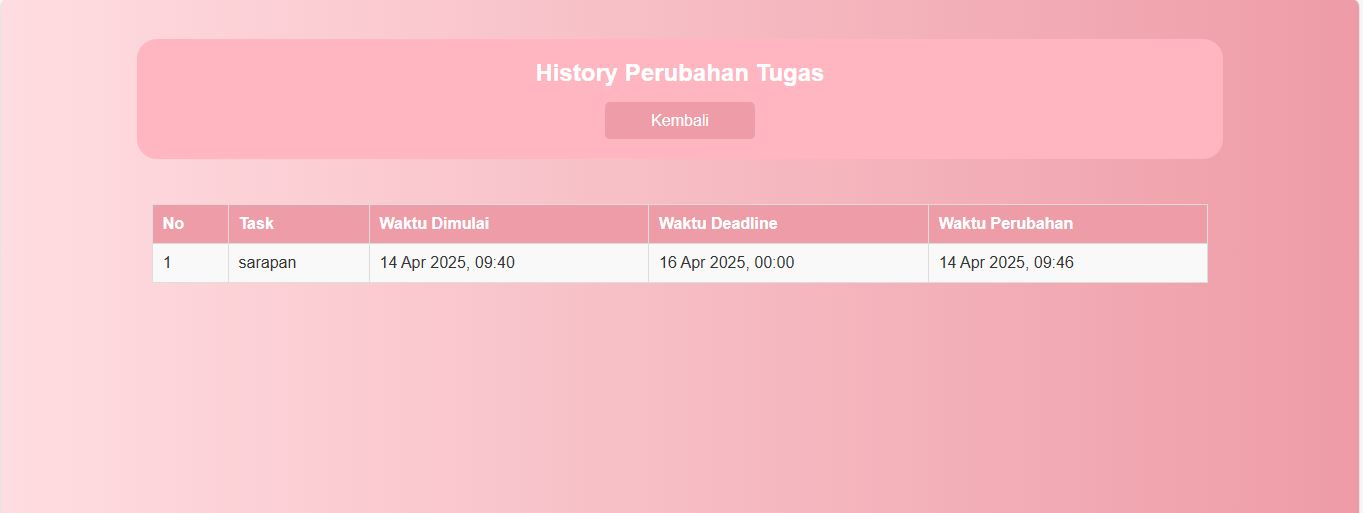 History Perubahan Tugas
Kembali
No Task Waktu Dimulai Waktu Deadline Waktu Perubahan
1 sarapan 14 Apr 2025, 09:40 16 Apr 2025, 00:00 14 Apr 2025, 09:46